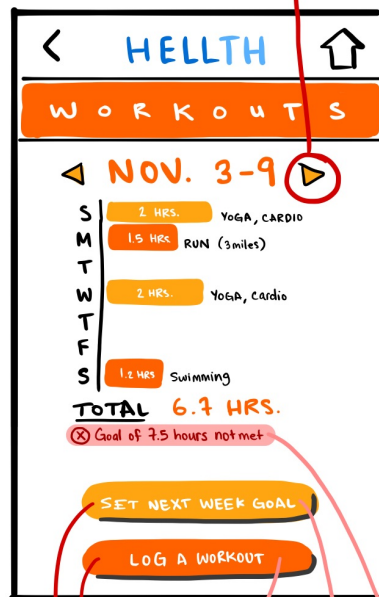 HELLTH
WORKOUTS
NOV. 3-9
S 2 HRS. YOGA, CARDIO
M 1.5 HRS RUN (3miles)
T
W 2 HRS. YOGA, cardio
T
F
S 1.2 HRS Swimming
TOTAL 6.7 HRS.
Goal of 7.5 hours not met
SET NEXT WEEK GOAL
LOG A WORKOUT